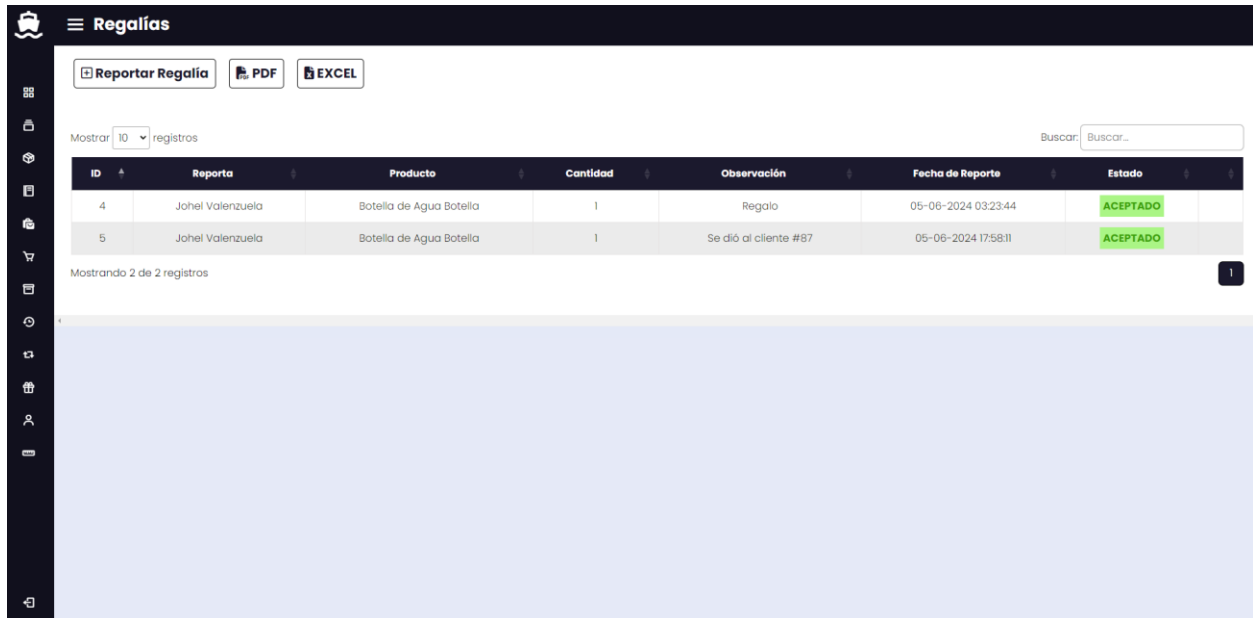 Regalías
Reportar Regalía PDF EXCEL
Mostrar 10 registros Buscar: Buscar...
ID Reporta Producto Cantidad Observación Fecha de Reporte Estado
4 Johel Valenzuela Botella de Agua Botella 1 Regalo 05-06-2024 03:23:44 ACEPTADO
5 Johel Valenzuela Botella de Agua Botella 1 Se dió al cliente #87 05-06-2024 17:58:11 ACEPTADO
Mostrando 2 de 2 registros 1